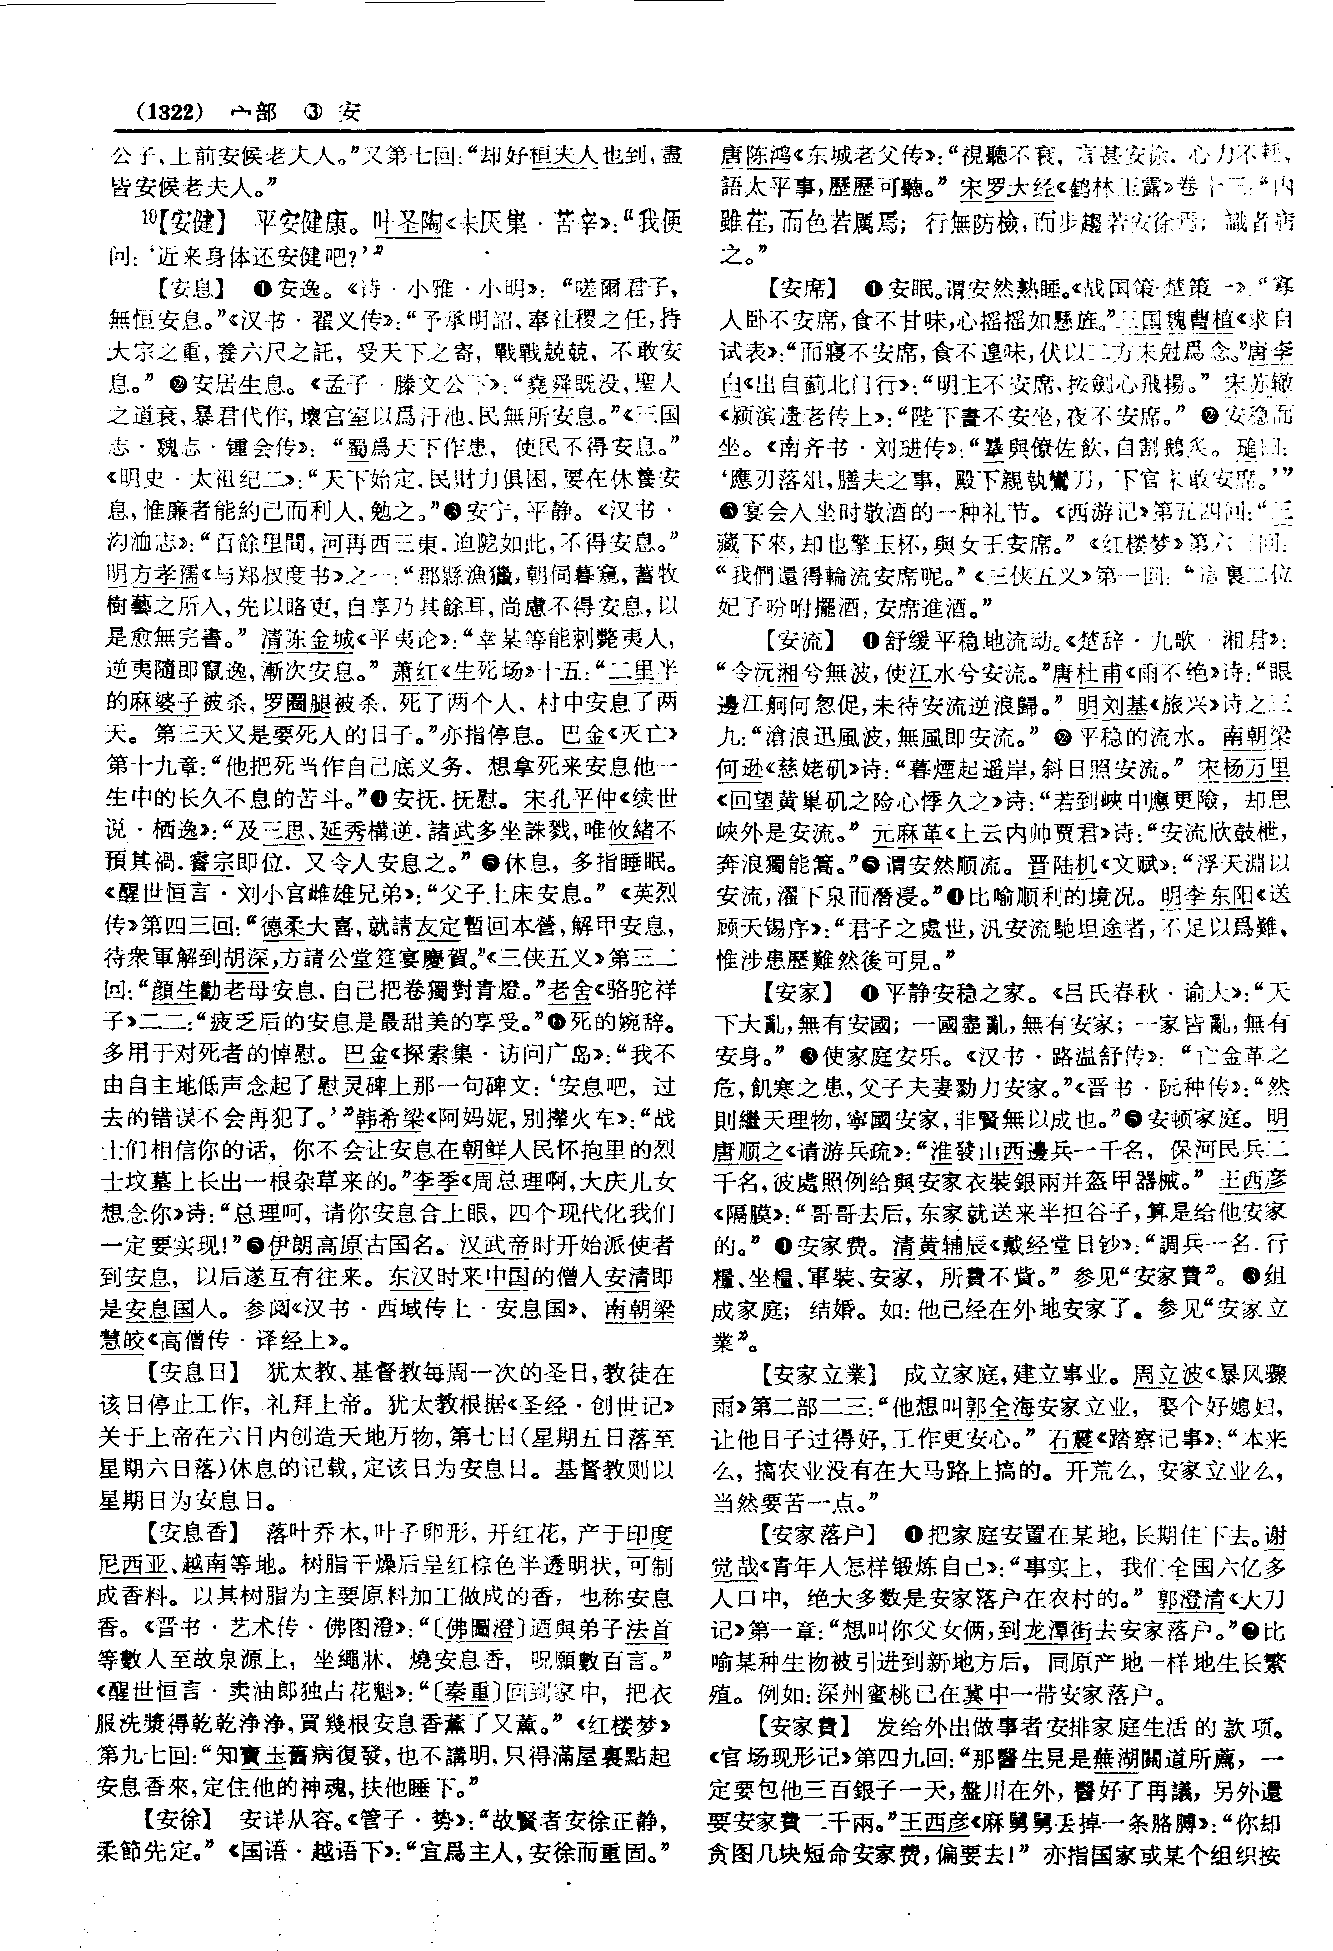 (1322) 宀部 ③ 安
公子、上前安候老夫人。”又第七回：“却好恒夫人也到，盡
皆安候老夫人。”
10【安健】 平安健康。叶圣陶《未厌集·苦辛》：“我便
问：‘近来身体还安健吧？’”
【安息】 ❶安逸。《诗·小雅·小明》：“嗟爾君子，
無恒安息。”《汉书·翟义传》：“予承明詔，奉社稷之任，持
大宗之重，養六尺之託，受天下之寄，戰戰兢兢，不敢安
息。” ❷安居生息。《孟子·滕文公下》：“堯舜既没，聖人
之道衰，暴君代作，壞宫室以爲汙池，民無所安息。”《三国
志·魏志·锺会传》：“蜀爲天下作患，使民不得安息。”
《明史·太祖纪二》：“天下始定，民財力俱困，要在休養安
息，惟廉者能約己而利人，勉之。”❸安宁，平静。《汉书·
沟洫志》：“百餘里間，河再西三東，迫阸如此，不得安息。”
明方孝孺《与郑叔度书》之一：“郡縣漁獵，朝伺暮窺，蓄牧
樹藝之所入，先以啗吏，自享乃其餘耳，尚慮不得安息，以
是愈無完書。” 清陈金城《平夷论》：“幸某等能刺斃夷人，
逆夷隨即竄逸，漸次安息。” 萧红《生死场》十五：“二里半
的麻婆子被杀，罗圈腿被杀，死了两个人，村中安息了两
天。第三天又是要死人的日子。”亦指停息。巴金《灭亡》
第十九章：“他把死当作自己底义务，想拿死来安息他一
生中的长久不息的苦斗。”❹安抚，抚慰。宋孔平仲《续世
说·栖逸》：“及三思、延秀構逆，諸武多坐誅戮，唯攸緒不
預其禍，睿宗即位，又令人安息之。” ❺休息，多指睡眠。
《醒世恒言·刘小官雌雄兄弟》：“父子上床安息。” 《英烈
传》第四三回：“德柔大喜，就請友定暫回本營，解甲安息，
待衆軍解到胡深，方請公堂筵宴慶賀。”《三侠五义》第三二
回：“顔生勸老母安息，自己把卷獨對青燈。”老舍《骆驼祥
子》二二：“疲乏后的安息是最甜美的享受。”❻死的婉辞。
多用于对死者的悼慰。巴金《探索集·访问广岛》：“我不
由自主地低声念起了慰灵碑上那一句碑文：‘安息吧，过
去的错误不会再犯了。’”韩希梁《阿妈妮，别撵火车》：“战
士们相信你的话，你不会让安息在朝鲜人民怀抱里的烈
士坟墓上长出一根杂草来的。”李季《周总理啊，大庆儿女
想念你》诗：“总理呵，请你安息合上眼，四个现代化我们
一定要实现！”❼伊朗高原古国名。汉武帝时开始派使者
到安息，以后遂互有往来。东汉时来中国的僧人安清即
是安息国人。参阅《汉书·西域传上·安息国》、南朝梁
慧皎《高僧传·译经上》。
【安息日】 犹太教、基督教每周一次的圣日，教徒在
该日停止工作，礼拜上帝。犹太教根据《圣经·创世记》
关于上帝在六日内创造天地万物，第七日（星期五日落至
星期六日落）休息的记载，定该日为安息日。基督教则以
星期日为安息日。
【安息香】 落叶乔木，叶子卵形，开红花，产于印度
尼西亚、越南等地。树脂干燥后呈红棕色半透明状，可制
成香料。以其树脂为主要原料加工做成的香，也称安息
香。《晋书·艺术传·佛图澄》：“〔佛圖澄〕迺與弟子法首
等數人至故泉源上，坐繩牀，燒安息香，呪願數百言。”
《醒世恒言·卖油郎独占花魁》：“〔秦重〕回到家中，把衣
服洗漿得乾乾浄浄，買幾根安息香薰了又薰。”《红楼梦》
第九七回：“知寶玉舊病復發，也不講明，只得滿屋裏點起
安息香來，定住他的神魂，扶他睡下。”
【安徐】 安详从容。《管子·势》：“故賢者安徐正静，
柔節先定。” 《国语·越语下》：“宜爲主人，安徐而重固。”
唐陈鸿《东城老父传》：“視聽不衰，言甚安徐，心力不耗，
語太平事，歷歷可聽。” 宋罗大经《鹤林玉露》卷十三：“内
雖荏，而色若厲焉；行無防檢，而步趨若安徐焉；識者病
之。”
【安席】 ❶安眠。谓安然熟睡。《战国策·楚策一》：“寡
人卧不安席，食不甘味，心摇摇如懸旌。”三国魏曹植《求自
试表》：“而寢不安席，食不遑味，伏以二方未尅爲念。”唐李
白《出自蓟北门行》：“明主不安席，按劍心飛揚。” 宋苏辙
《颍滨遗老传上》：“陛下晝不安坐，夜不安席。” ❷安稳而
坐。《南齐书·刘琎传》：“曅與僚佐飲，自割鵝炙。璡曰：
‘應刃落俎，膳夫之事，殿下親執鸞刀，下官未敢安席。’”
❸宴会入坐时敬酒的一种礼节。《西游记》第五四回：“三
藏下來，却也擎玉杯，與女王安席。” 《红楼梦》第六三回：
“我們還得輪流安席呢。”《三侠五义》第一回：“這裏二位
妃子吩咐擺酒，安席進酒。”
【安流】 ❶舒缓平稳地流动。《楚辞·九歌·湘君》：
“令沅湘兮無波，使江水兮安流。”唐杜甫《雨不绝》诗：“眼
邊江舸何怱促，未待安流逆浪歸。” 明刘基《旅兴》诗之三
九：“滄浪迅風波，無風即安流。” ❷平稳的流水。南朝梁
何逊《慈姥矶》诗：“暮煙起遥岸，斜日照安流。” 宋杨万里
《回望黄巢矶之险心悸久之》诗：“若到峽中應更險，却思
峽外是安流。” 元麻革《上云内帅贾君》诗：“安流欣鼓枻，
奔浪獨能篙。”❸谓安然顺流。晋陆机《文赋》：“浮天淵以
安流，濯下泉而潛浸。”❹比喻顺利的境况。明李东阳《送
顾天锡序》：“君子之處世，汎安流馳坦途者，不足以爲難，
惟涉患歷難然後可見。”
【安家】 ❶平静安稳之家。《吕氏春秋·谕大》：“天
下大亂，無有安國；一國盡亂，無有安家；一家皆亂，無有
安身。” ❷使家庭安乐。《汉书·路温舒传》：“亡金革之
危，飢寒之患，父子夫妻勠力安家。”《晋书·阮种传》：“然
則繼天理物，寧國安家，非賢無以成也。”❸安顿家庭。明
唐顺之《请游兵疏》：“淮發山西邊兵一千名，保河民兵二
千名，彼處照例給與安家衣裝銀兩并盔甲器械。” 王西彦
《隔膜》：“哥哥去后，东家就送来半担谷子，算是给他安家
的。” ❹安家费。清黄辅辰《戴经堂日钞》：“調兵一名，行
糧、坐糧、軍裝、安家，所費不貲。” 参见“安家費”。❺组
成家庭；结婚。如：他已经在外地安家了。参见“安家立
業”。
【安家立業】 成立家庭，建立事业。周立波《暴风骤
雨》第二部二三：“他想叫郭全海安家立业，娶个好媳妇，
让他日子过得好，工作更安心。” 石凝《踏察记事》：“本来
么，搞农业没有在大马路上搞的。开荒么，安家立业么，
当然要苦一点。”
【安家落户】 ❶把家庭安置在某地，长期住下去。谢
觉哉《青年人怎样锻炼自己》：“事实上，我们全国六亿多
人口中，绝大多数是安家落户在农村的。” 郭澄清《大刀
记》第一章：“想叫你父女俩，到龙潭街去安家落户。”❷比
喻某种生物被引进到新地方后，同原产地一样地生长繁
殖。例如：深州蜜桃已在冀中一带安家落户。
【安家費】 发给外出做事者安排家庭生活的款项。
《官场现形记》第四九回：“那醫生見是蕪湖關道所薦，一
定要包他三百銀子一天，盤川在外，醫好了再議，另外還
要安家費二千兩。”王西彦《麻舅舅丢掉一条胳膊》：“你却
贪图几块短命安家费，偏要去！” 亦指国家或某个组织按